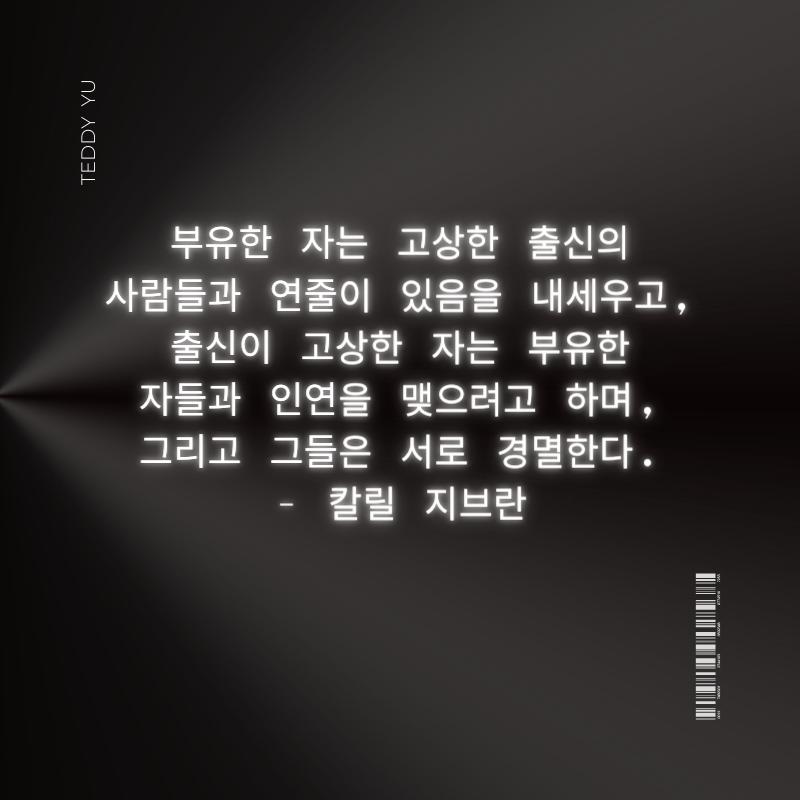 TEDDY YU
부유한 자는 고상한 출신의
사람들과 연줄이 있음을 내세우고,
출신이 고상한 자는 부유한
자들과 인연을 맺으려고 하며,
그리고 그들은 서로 경멸한다.
- 칼릴 지브란